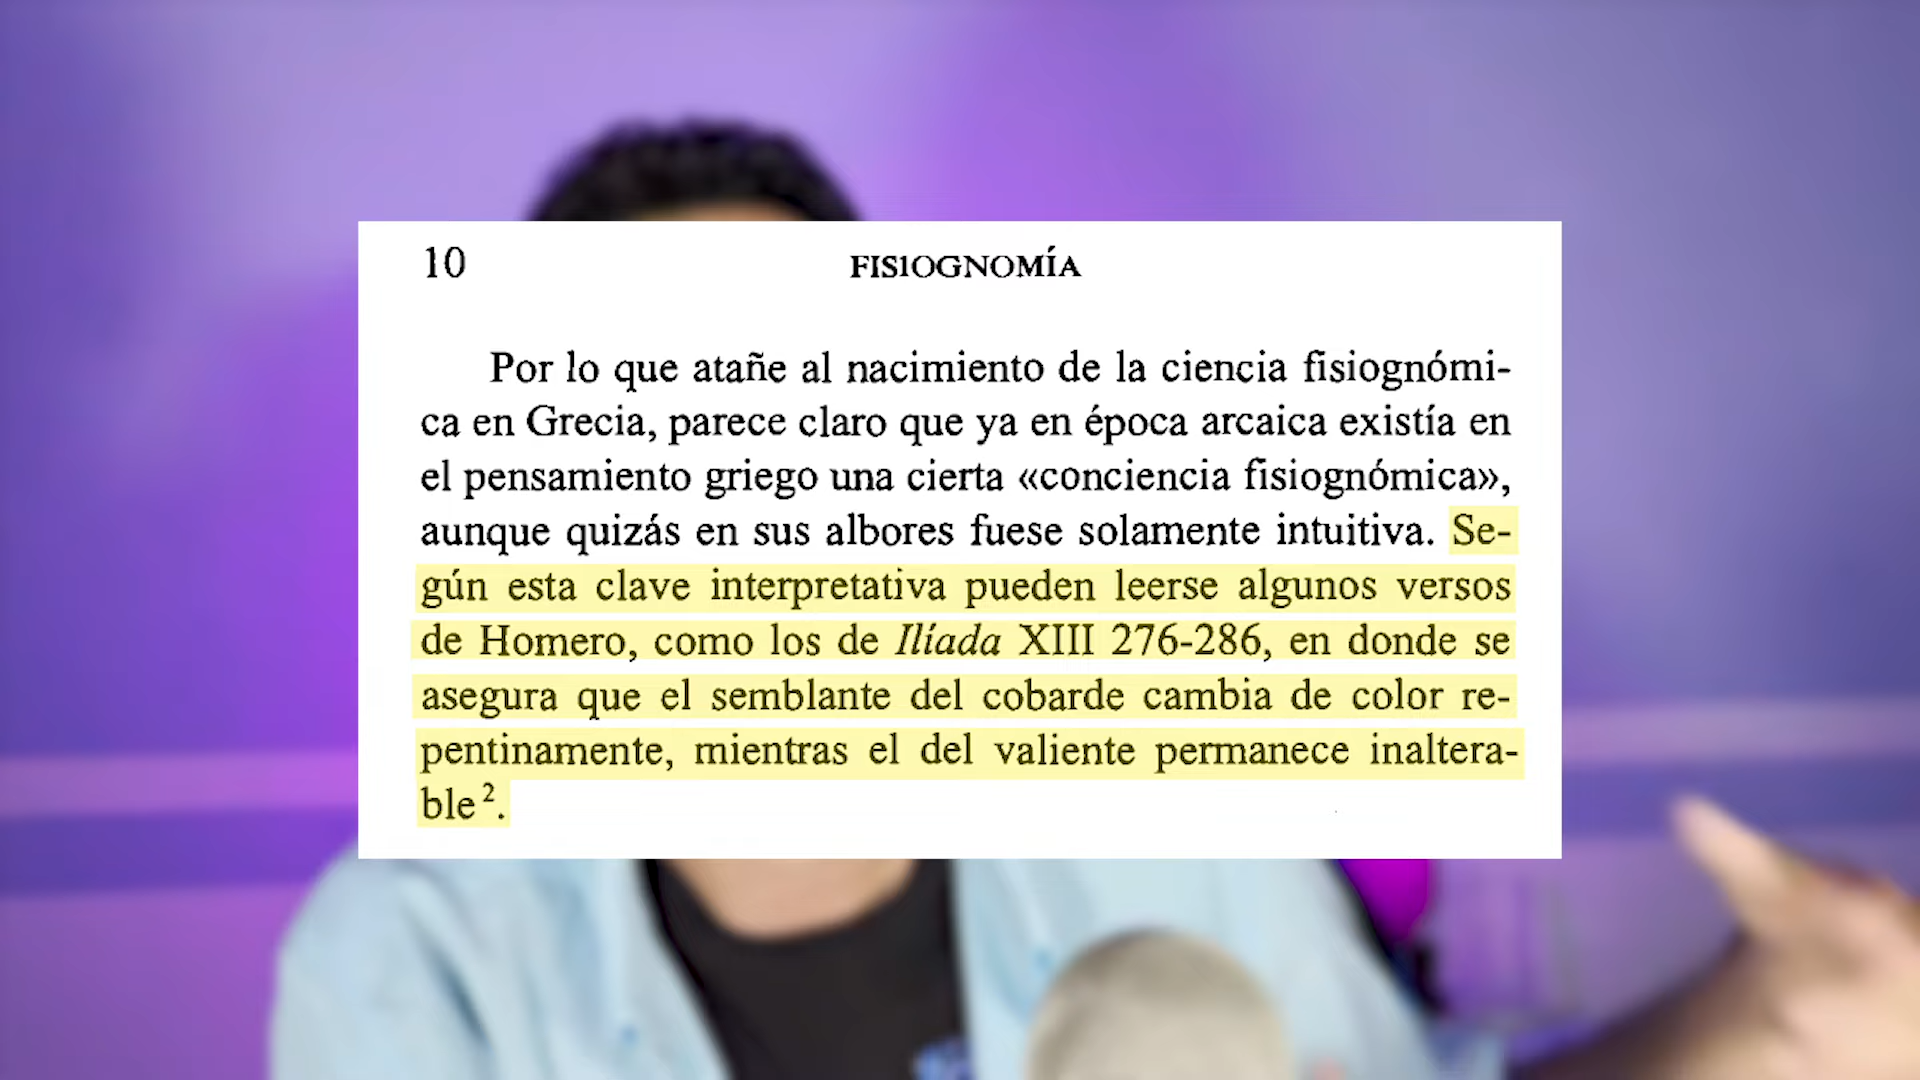 10
FISIOGNOMÍA
Por lo que atañe al nacimiento de la ciencia fisiognómi-
ca en Grecia, parece claro que ya en época arcaica existía en
el pensamiento griego una cierta «conciencia fisiognómica»,
aunque quizás en sus albores fuese solamente intuitiva. Se-
gún esta clave interpretativa pueden leerse algunos versos
de Homero, como los de Ilíada XIII 276-286, en donde se
asegura que el semblante del cobarde cambia de color re-
pentinamente, mientras el del valiente permanece inaltera-
ble².